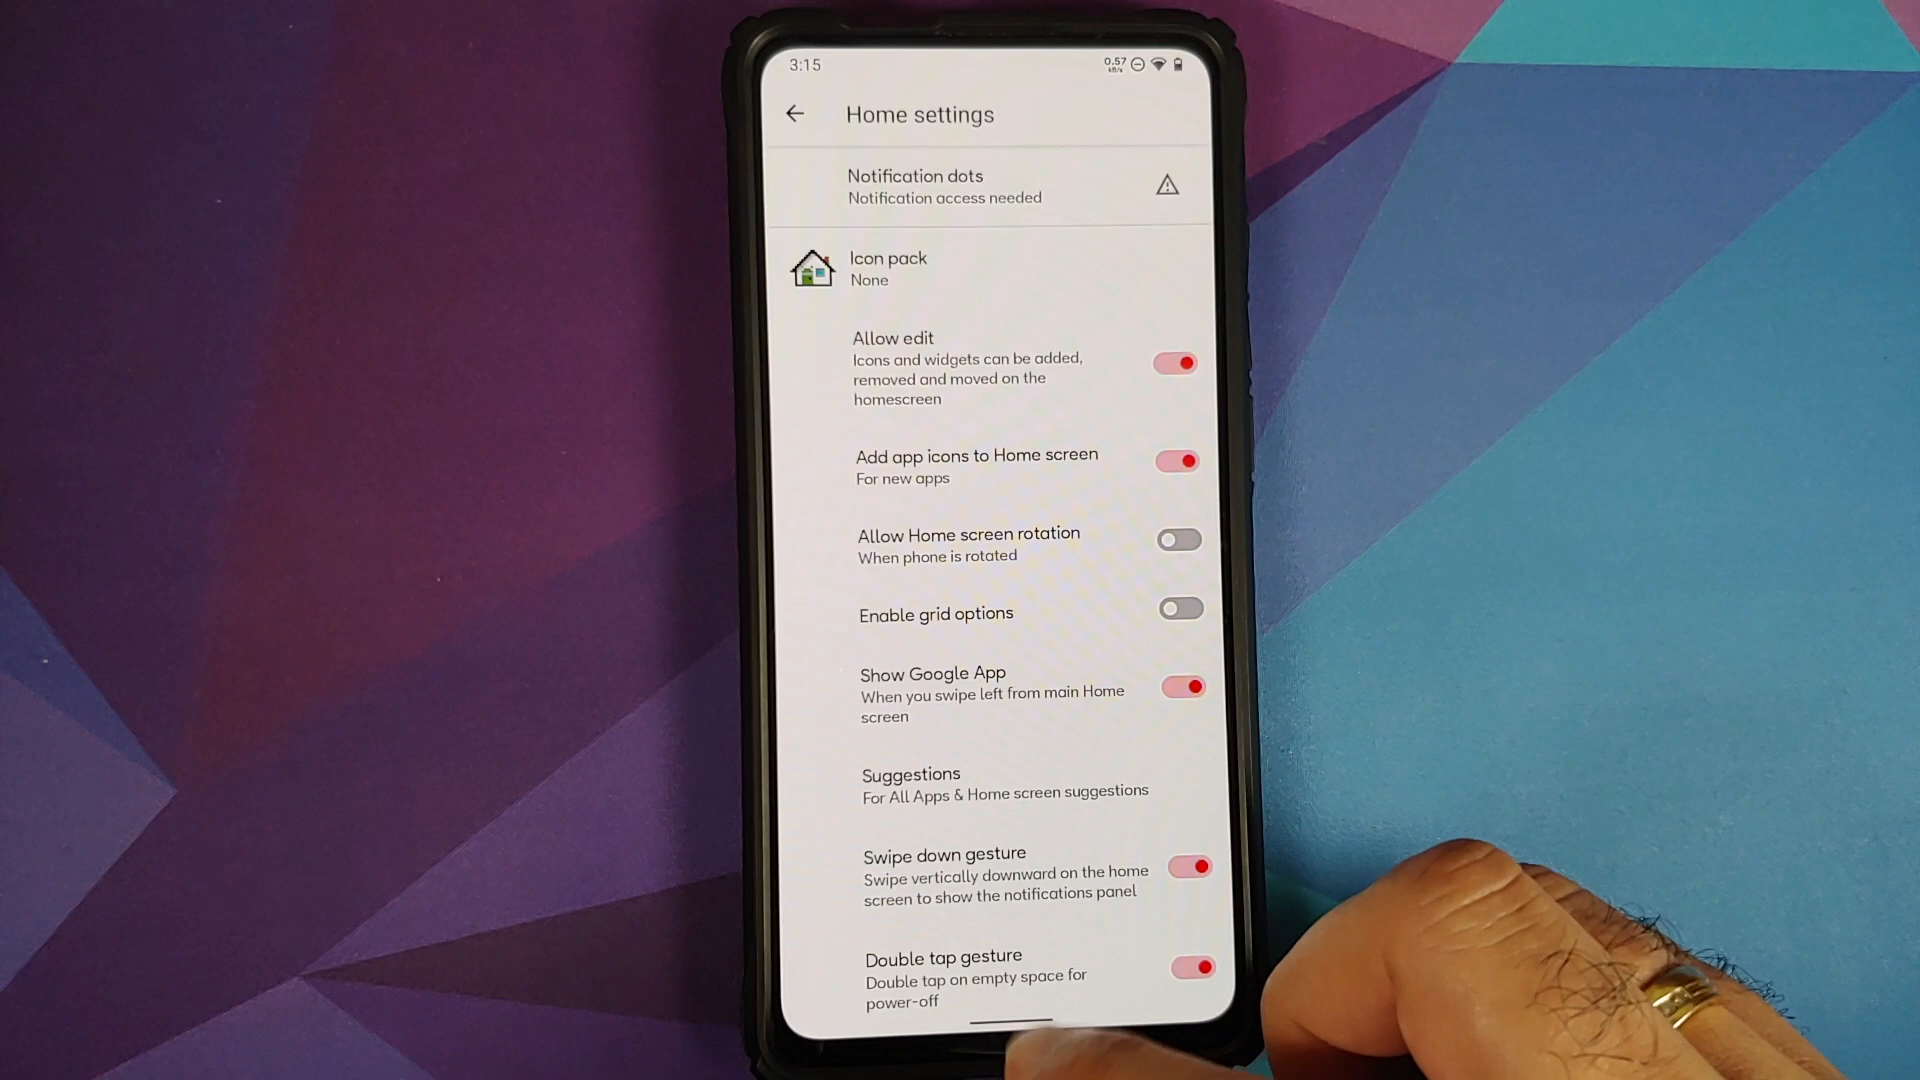 3:15
0.57
kB/s
Home settings
Notification dots
Notification access needed
Icon pack
None
Allow edit
Icons and widgets can be added,
removed and moved on the
homescreen
Add app icons to Home screen
For new apps
Allow Home screen rotation
When phone is rotated
Enable grid options
Show Google App
When you swipe left from main Home
screen
Suggestions
For All Apps & Home screen suggestions
Swipe down gesture
Swipe vertically downward on the home
screen to show the notifications panel
Double tap gesture
Double tap on empty space for
power-off